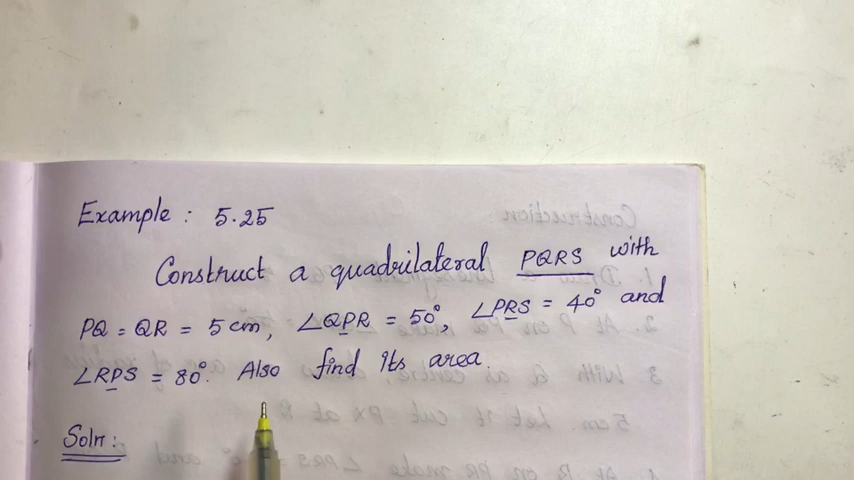 Example : 5.25
Construct a quadrilateral PQRS with
PQ = QR = 5 cm, ∠QPR = 50°, ∠PRS = 40° and
∠RPS = 80°. Also find its area.
Soln :